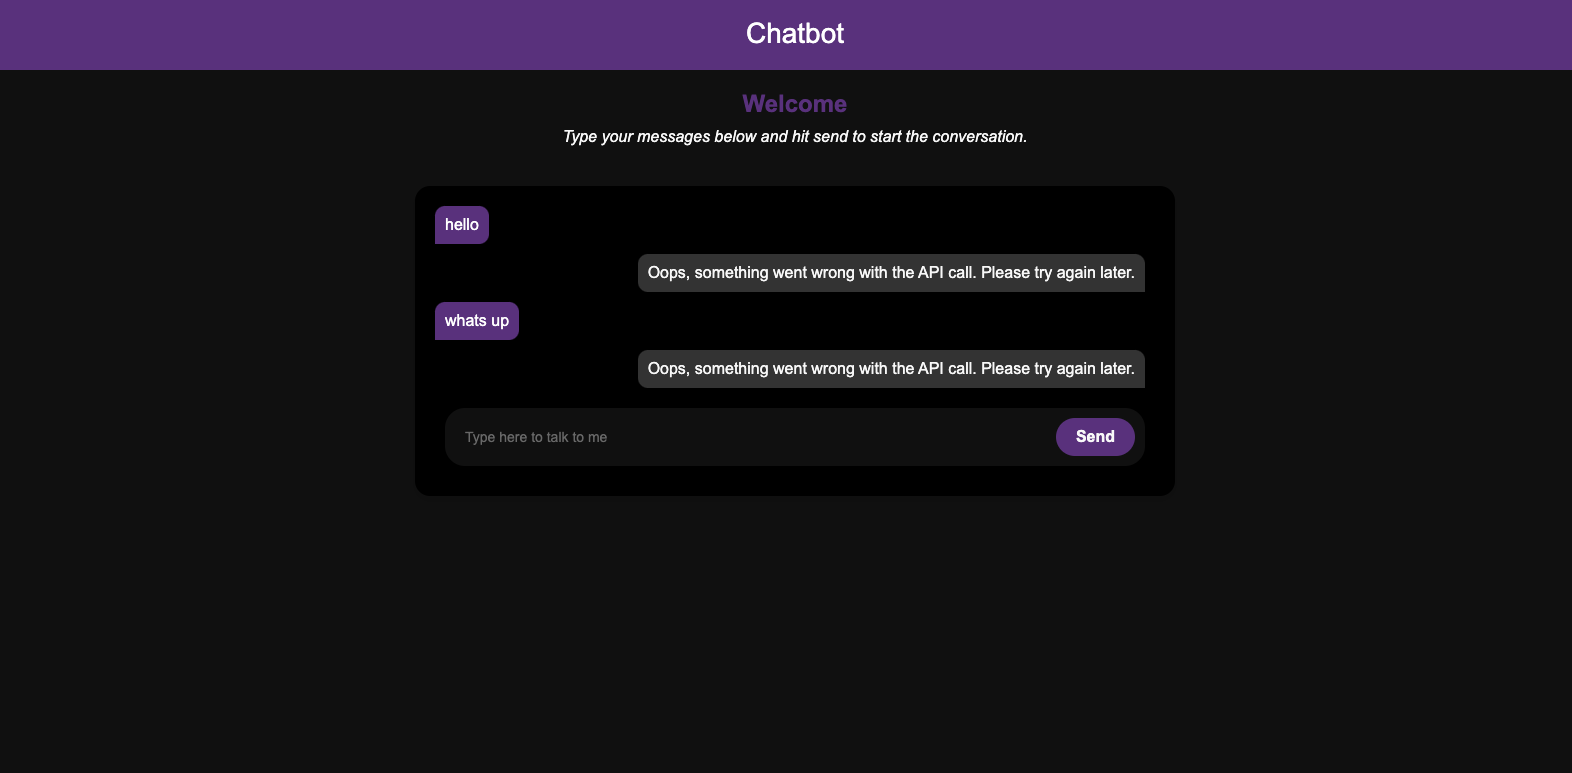 Chatbot
Welcome
Type your messages below and hit send to start the conversation.
hello
Oops, something went wrong with the API call. Please try again later.
whats up
Oops, something went wrong with the API call. Please try again later.
Type here to talk to me
Send